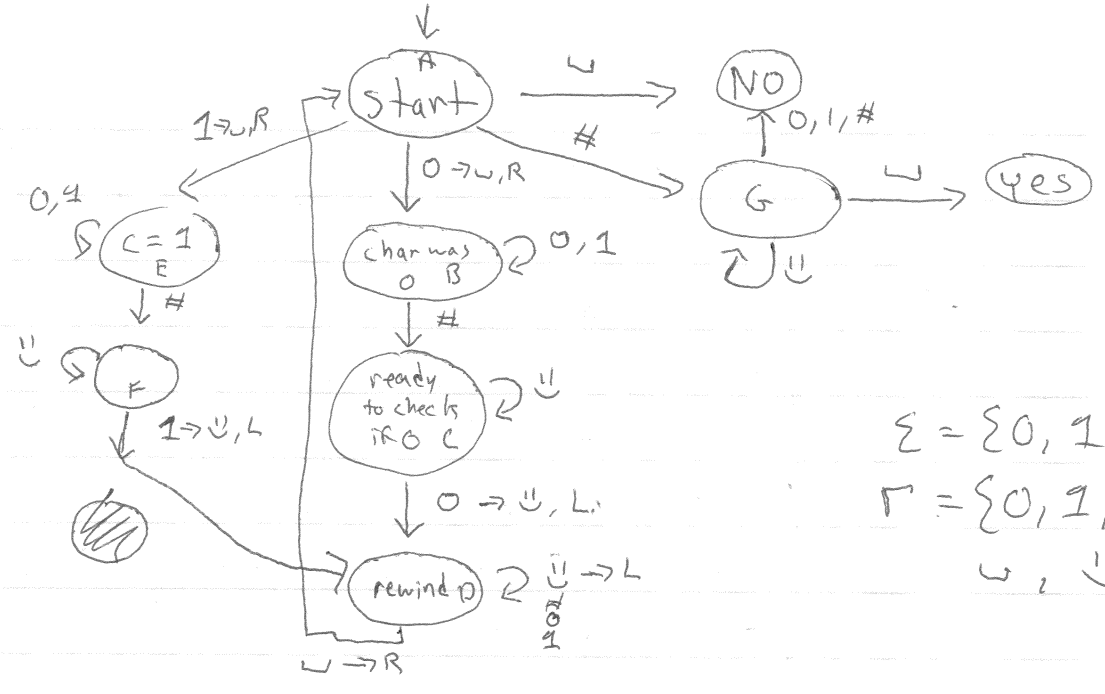 A
start
␣
NO
1→␣,R
#
0,1,#
0→␣,R
G
␣
yes
0,1
c=1
E
char was
0 B
0,1
ü
#
#
ü
F
ready
to check
if 0 C
ü
1→ü,L
0→ü,L
Σ={0,1
Γ={0,1,
␣,ü
rewind D
ü→L
#
0
1
␣→R